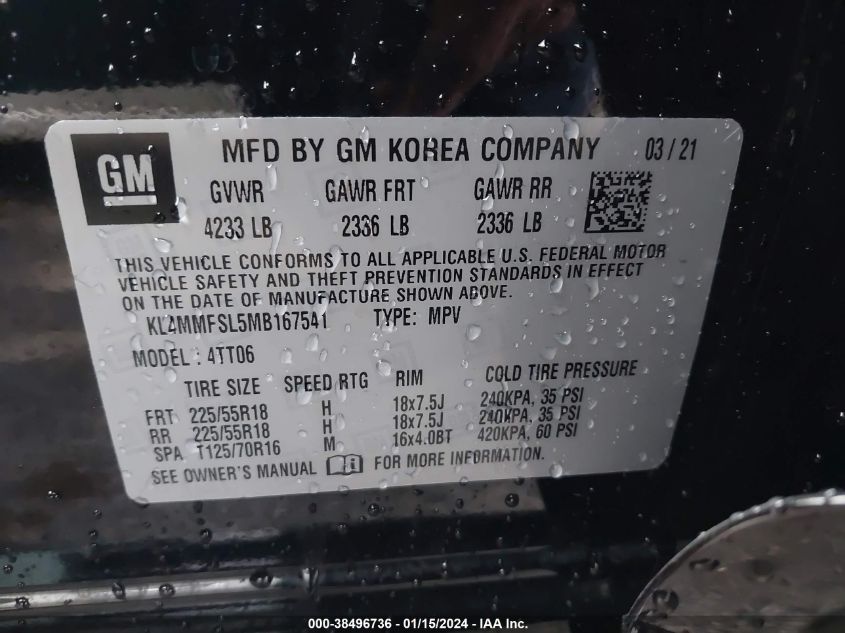 GM
MFD BY GM KOREA COMPANY 03 / 21
GVWR GAWR FRT GAWR RR
4233 LB 2336 LB 2336 LB
THIS VEHICLE CONFORMS TO ALL APPLICABLE U.S. FEDERAL MOTOR
VEHICLE SAFETY AND THEFT PREVENTION STANDARDS IN EFFECT
ON THE DATE OF MANUFACTURE SHOWN ABOVE.
KL4MMFSL5MB167541 TYPE: MPV
MODEL : 4TT06
TIRE SIZE SPEED RTG RIM COLD TIRE PRESSURE
FRT 225/55R18 H 18x7.5J 240KPA, 35 PSI
RR 225/55R18 H 18x7.5J 240KPA, 35 PSI
SPA T125/70R16 M 16x4.0BT 420KPA, 60 PSI
SEE OWNER'S MANUAL FOR MORE INFORMATION.
000-38496736 - 01/15/2024 - IAAI Inc.